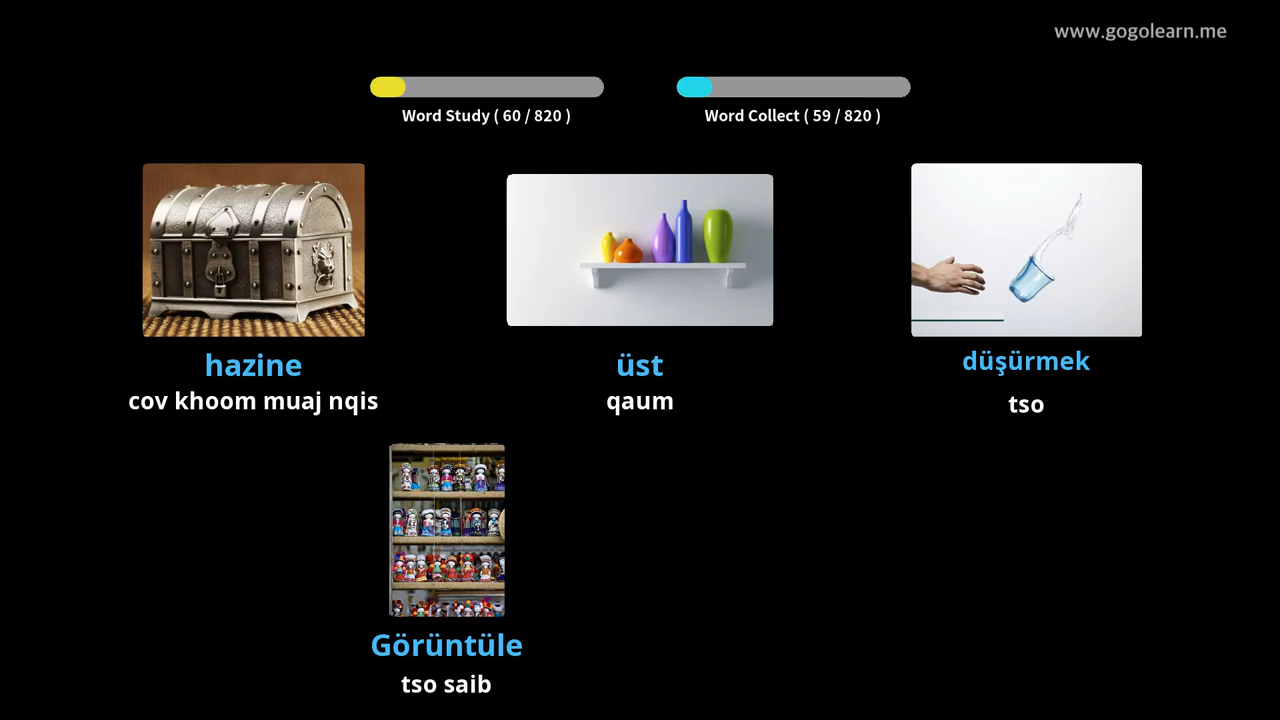 www.gogolearn.me
Word Study ( 60 / 820 )
Word Collect ( 59 / 820 )
hazine
cov khoom muaj nqis
üst
qaum
düşürmek
tso
Görüntüle
tso saib